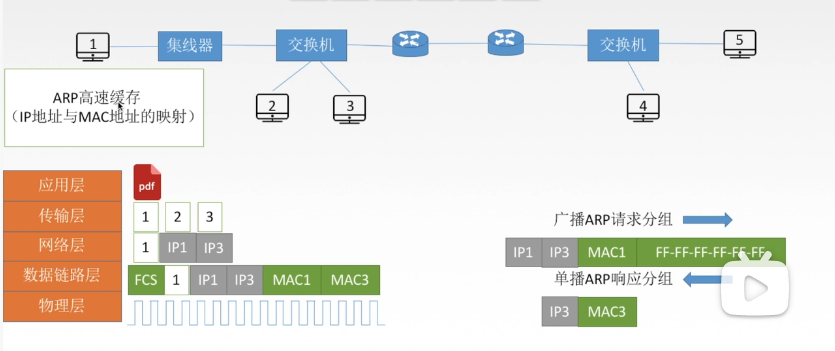 1
集线器
交换机
交换机
5
2
3
4
ARP高速缓存
（IP地址与MAC地址的映射）
应用层
pdf
传输层
1 2 3
网络层
1 IP1 IP3
数据链路层
FCS 1 IP1 IP3 MAC1 MAC3
物理层
广播ARP请求分组
IP1 IP3 MAC1 FF-FF-FF-FF-FF-FF
单播ARP响应分组
IP3 MAC3